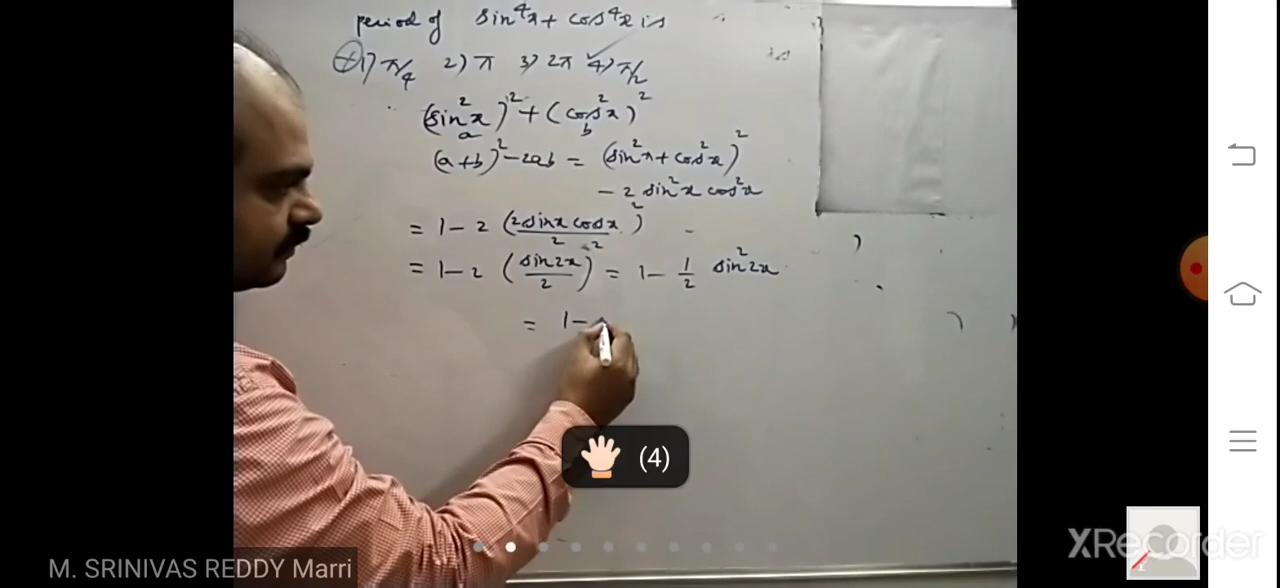 period of sin⁴x + cos⁴x is
1) π/4 2) π 3) 2π 4) π/2
is
(sin²x)² + (cos²x)²
a b
(a+b)² - 2ab = (sin²x + cos²x)²
- 2 sin²x cos²x
= 1 - 2 (2sinx cosx/2)²
= 1 - 2 (sin2x/2)² = 1 - 1/2 sin²2x
= 1 -
(4)
M. SRINIVAS REDDY Marri
XRecorder